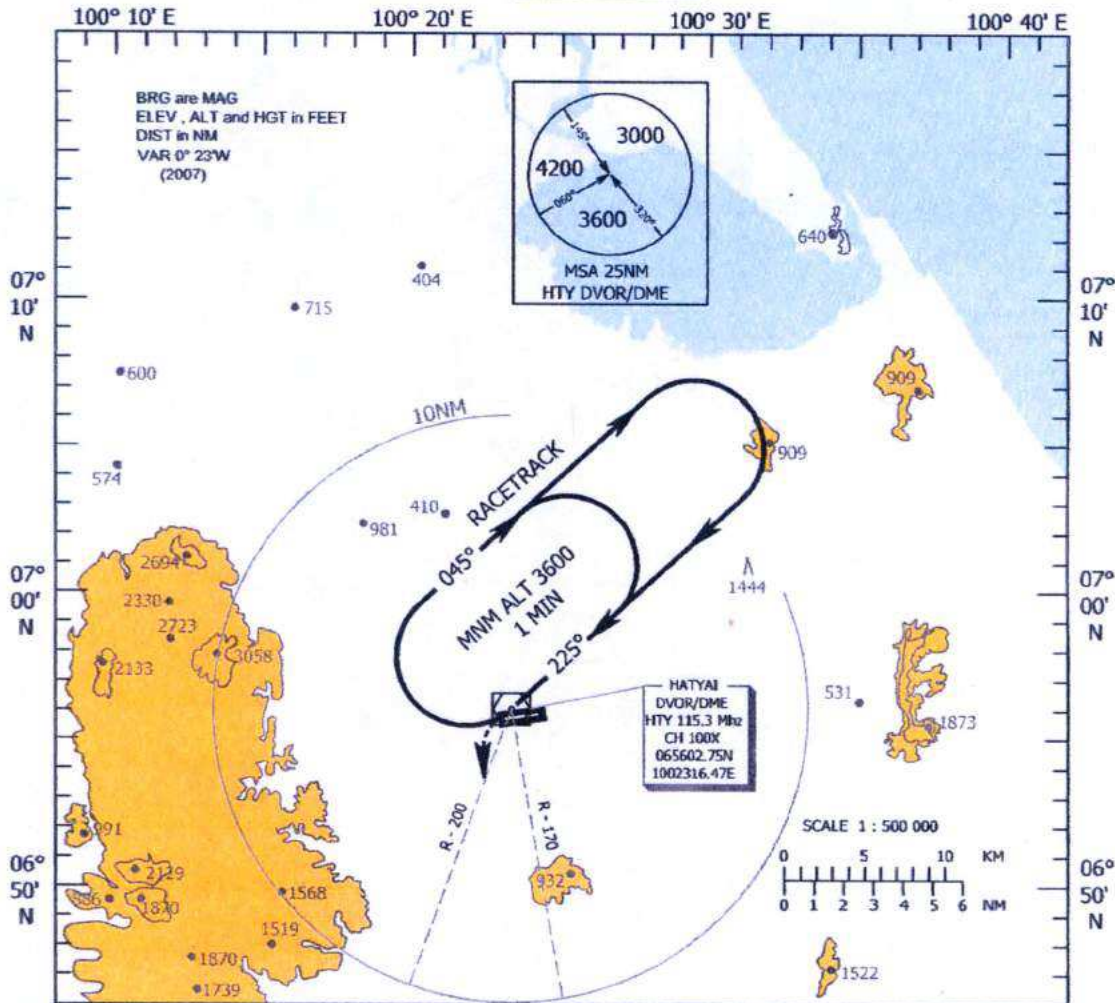 100° 10' E
100° 20' E
100° 30' E
100° 40' E
BRG are MAG
ELEV , ALT and HGT in FEET
DIST in NM
VAR 0° 23'W
(2007)
145°
3000
4200
060°
3600
320°
MSA 25NM
HTY DVOR/DME
640
404
07°
10'
N
07°
10'
N
715
600
909
10NM
909
574
RACETRACK
410
981
045°
2694
MNM ALT 3600
1 MIN
07°
00'
N
07°
00'
N
1444
2330
2723
3058
2133
225°
HATYAI
DVOR/DME
HTY 115.3 Mhz
CH 100X
065602.75N
1002316.47E
531
1873
R - 200
R - 170
SCALE 1 : 500 000
0 5 10 KM
0 1 2 3 4 5 6 NM
991
2129
932
06°
50'
N
06°
50'
N
1870
1568
1519
1870
1739
1522